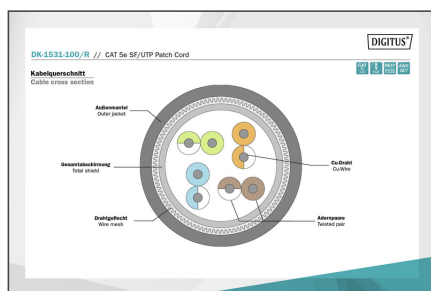 DIGITUS®
DK-1531-100/R // CAT 5e SF/UTP Patch Cord
Kabelquerschnitt
Cable cross section
Außenmantel
Outer jacket
Gesamtabschirmung
Total shield
Cu-Draht
Cu-Wire
Drahtgeflecht
Wire mesh
Adernpaare
Twisted pair